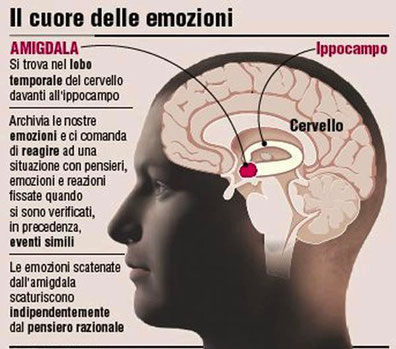 Il cuore delle emozioni
AMIGDALA
Si trova nel lobo
temporale del cervello
davanti all'ippocampo
Archivia le nostre
emozioni e ci comanda
di reagire ad una
situazione con pensieri,
emozioni e reazioni
fissate quando
si sono verificati,
in precedenza,
eventi simili
Le emozioni scatenate
dall'amigdala
scaturiscono
indipendentemente
dal pensiero razionale
Ippocampo
Cervello